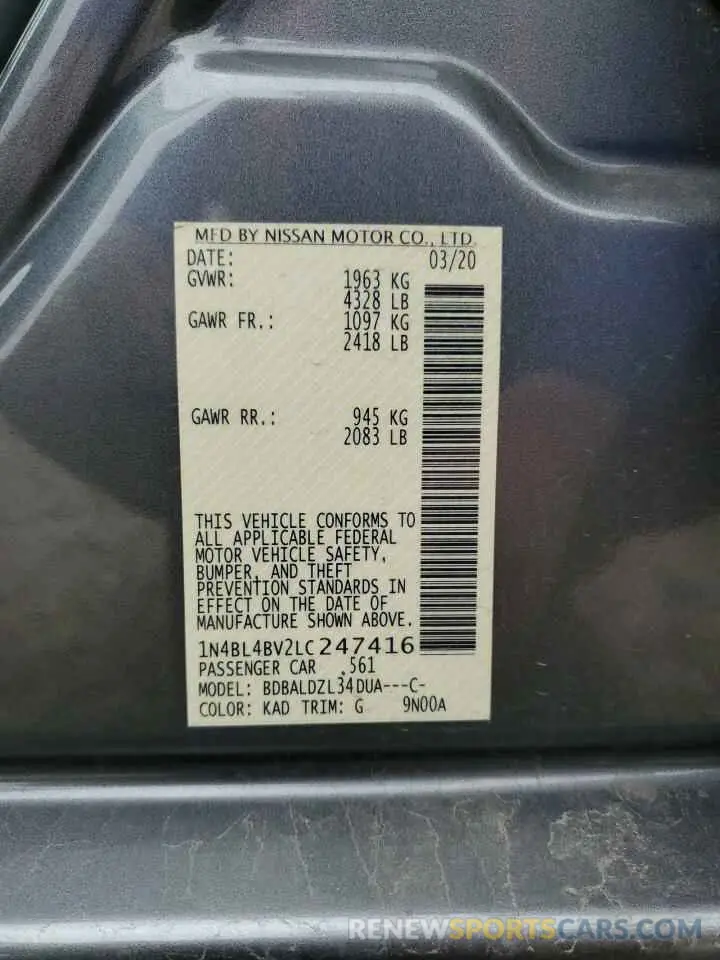 MFD BY NISSAN MOTOR CO., LTD.
DATE: 03/20
GVWR: 1963 KG
4328 LB
GAWR FR.: 1097 KG
2418 LB
GAWR RR.: 945 KG
2083 LB
THIS VEHICLE CONFORMS TO
ALL APPLICABLE FEDERAL
MOTOR VEHICLE SAFETY,
BUMPER, AND THEFT
PREVENTION STANDARDS IN
EFFECT ON THE DATE OF
MANUFACTURE SHOWN ABOVE.
1N4BL4BV2LC247416
PASSENGER CAR .561
MODEL: BDBALDZL34DUA---C-
COLOR: KAD TRIM: G 9N00A
RENEWSPORTSCARS.COM